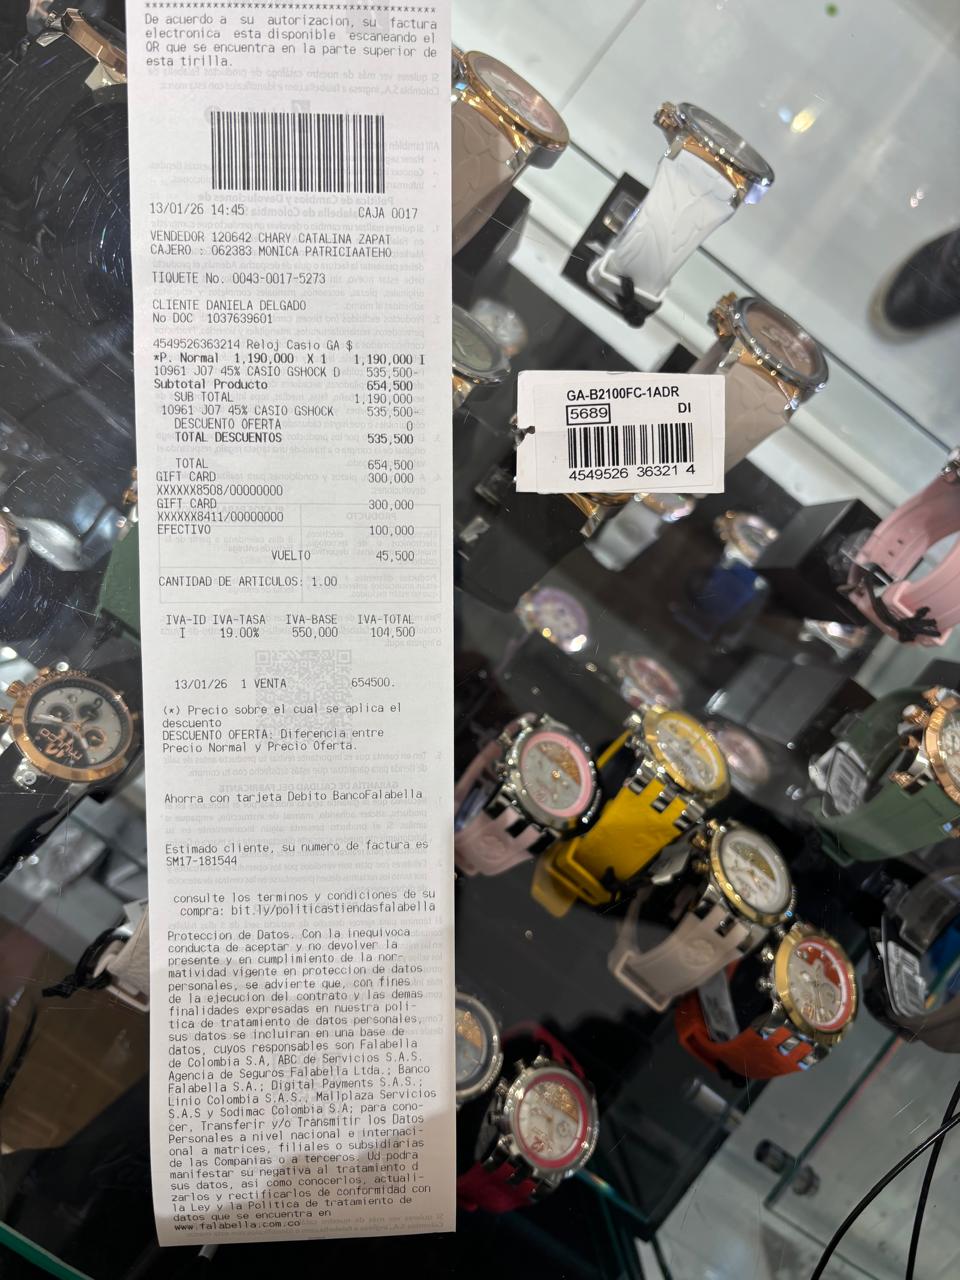 De acuerdo a su autorizacion, su factura
electronica esta disponible escaneando el
QR que se encuentra en la parte superior de
esta tirilla.
13/01/26 14:45 CAJA 0017
VENDEDOR 120642 CHARY CATALINA ZAPAT
CAJERO : 062383 MONICA PATRICIAATEHO
TIQUETE No. 0043-0017-5273
CLIENTE DANIELA DELGADO
No DOC 1037639601
4549526363214 Reloj Casio GA $
*P. Normal 1,190,000 X 1 1,190,000 I
10961 J07 45% CASIO GSHOCK D 535,500-
Subtotal Producto 654,500
SUB TOTAL 1,190,000
10961 J07 45% CASIO GSHOCK 535,500-
DESCUENTO OFERTA 0
TOTAL DESCUENTOS 535,500
TOTAL 654,500
GIFT CARD 300,000
XXXXXX8508/00000000
GIFT CARD 300,000
XXXXXX8411/00000000
EFECTIVO 100,000
VUELTO 45,500
CANTIDAD DE ARTICULOS: 1.00
IVA-ID IVA-TASA IVA-BASE IVA-TOTAL
I 19.00% 550,000 104,500
13/01/26 1 VENTA 654500.
(*) Precio sobre el cual se aplica el
descuento
DESCUENTO OFERTA: Diferencia entre
Precio Normal y Precio Oferta.
Ahorra con tarjeta Debito BancoFalabella
Estimado cliente, su numero de factura es
SM17-181544
consulte los terminos y condiciones de su
compra: bit.ly/politicastiendasfalabella
Proteccion de Datos. Con la inequivoca
conducta de aceptar y no devolver la
presente y en cumplimiento de la nor-
matividad vigente en proteccion de datos
personales, se advierte que, con fines
de la ejecucion del contrato y las demas
finalidades expresadas en nuestra poli-
tica de tratamiento de datos personales,
sus datos se incluiran en una base de
datos, cuyos responsables son Falabella
de Colombia S.A, ABC de Servicios S.A.S.
Agencia de Seguros Falabella Ltda.; Banco
Falabella S.A.; Digital Payments S.A.S.;
Linio Colombia S.A.S., Mallplaza Servicios
S.A.S y Sodimac Colombia S.A; para cono-
cer, Transferir y/o Transmitir los Datos
Personales a nivel nacional e internaci-
onal a matrices, filiales o subsidiarias
de las Companias o a terceros. Ud podra
manifestar su negativa al tratamiento d
sus datos, asi como conocerlos, actuali-
zarlos y rectificarlos de conformidad con
la Ley y la Politica de tratamiento de
datos que se encuentra en
www.falabella.com.co
GA-B2100FC-1ADR
5689 DI
4549526 36321 4